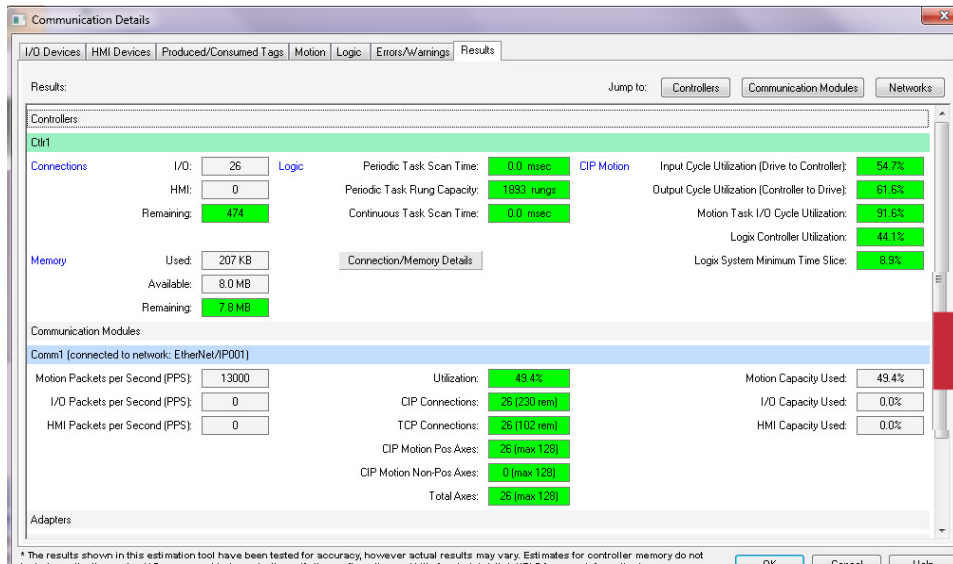 Communication Details
I/O Devices HMI Devices Produced/Consumed Tags Motion Logic Errors/Warnings Results
Results: Jump to: Controllers Communication Modules Networks
Controllers
Ctlr1
Connections I/O: 26 Logic Periodic Task Scan Time: 0.0 msec CIP Motion Input Cycle Utilization (Drive to Controller): 54.7%
HMI: 0 Periodic Task Rung Capacity: 1893 rungs Output Cycle Utilization (Controller to Drive): 61.6%
Remaining: 474 Continuous Task Scan Time: 0.0 msec Motion Task I/O Cycle Utilization: 91.6%
Logix Controller Utilization: 44.1%
Memory Used: 207 KB Connection/Memory Details Logix System Minimum Time Slice: 8.9%
Available: 8.0 MB
Remaining: 7.8 MB
Communication Modules
Comm1 (connected to network: EtherNet/IP001)
Motion Packets per Second (PPS): 13000 Utilization: 49.4% Motion Capacity Used: 49.4%
I/O Packets per Second (PPS): 0 CIP Connections: 26 (230 rem) I/O Capacity Used: 0.0%
HMI Packets per Second (PPS): 0 TCP Connections: 26 (102 rem) HMI Capacity Used: 0.0%
CIP Motion Pos Axes: 26 (max 128)
CIP Motion Non-Pos Axes: 0 (max 128)
Total Axes: 26 (max 128)
Adapters
* The results shown in this estimation tool have been tested for accuracy, however actual results may vary. Estimates for controller memory do not
OK Cancel Help